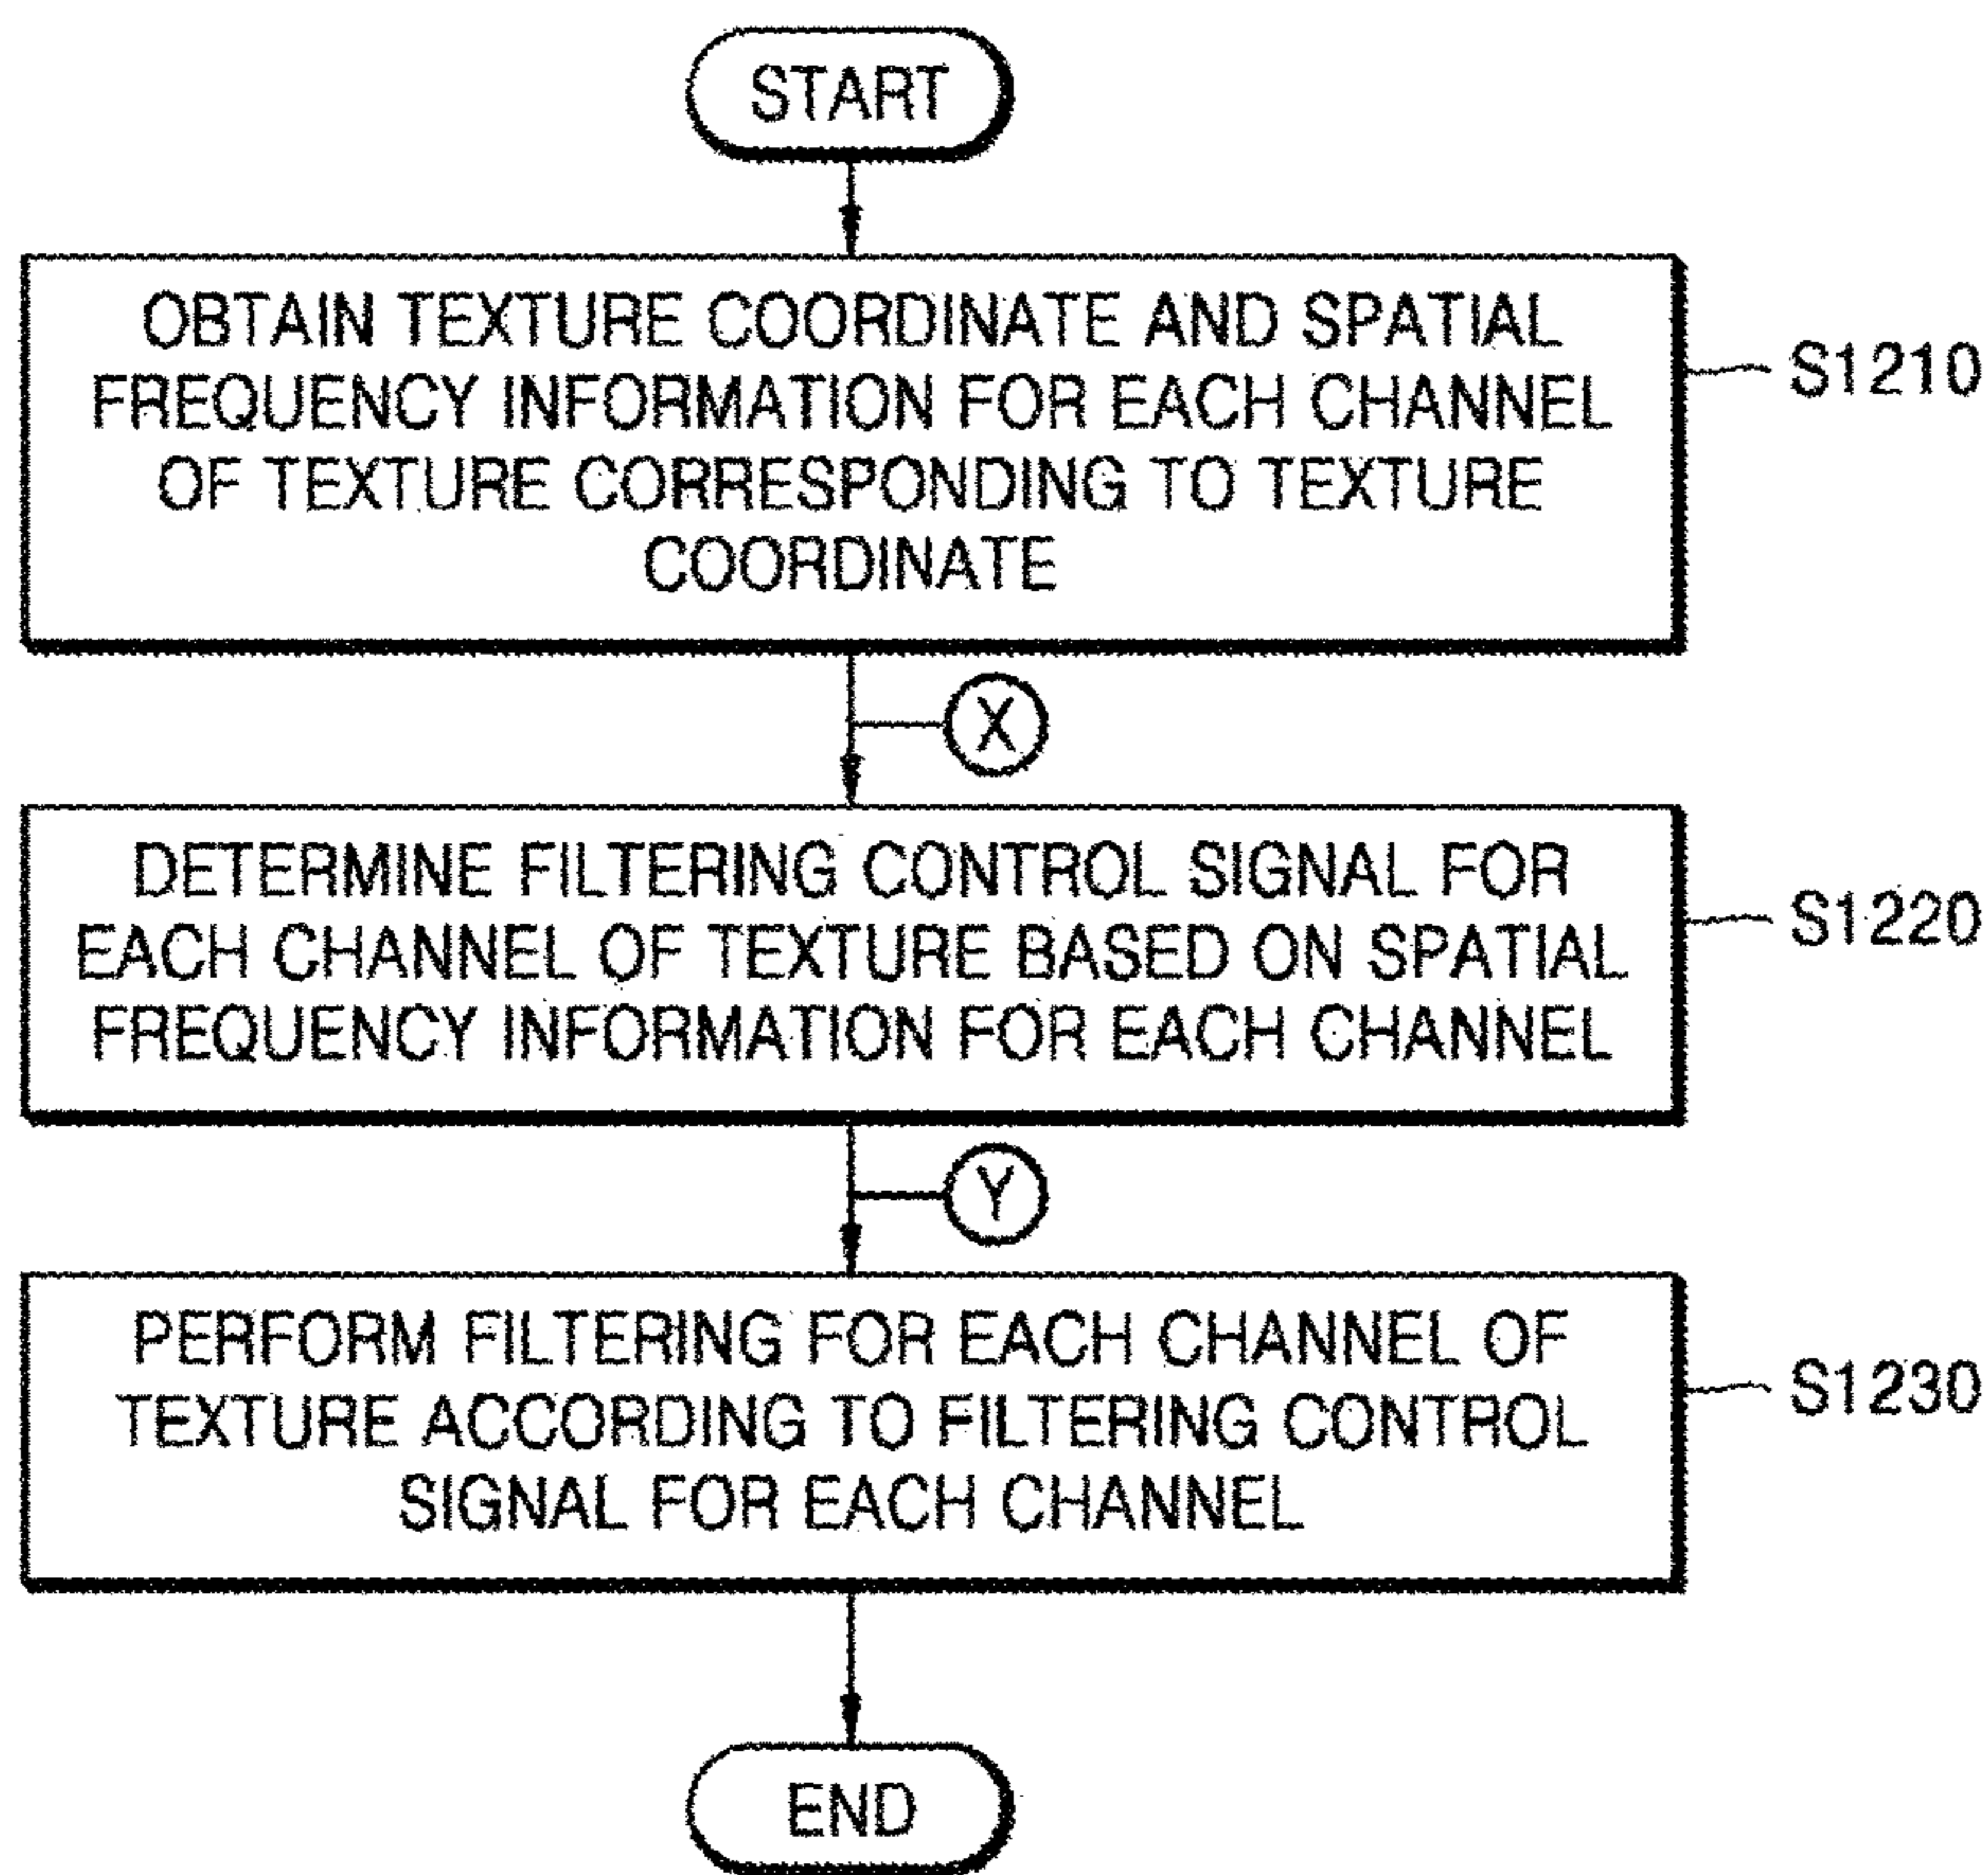 START
OBTAIN TEXTURE COORDINATE AND SPATIAL
FREQUENCY INFORMATION FOR EACH CHANNEL
OF TEXTURE CORRESPONDING TO TEXTURE
COORDINATE
S1210
X
DETERMINE FILTERING CONTROL SIGNAL FOR
EACH CHANNEL OF TEXTURE BASED ON SPATIAL
FREQUENCY INFORMATION FOR EACH CHANNEL
S1220
Y
PERFORM FILTERING FOR EACH CHANNEL OF
TEXTURE ACCORDING TO FILTERING CONTROL
SIGNAL FOR EACH CHANNEL
S1230
END